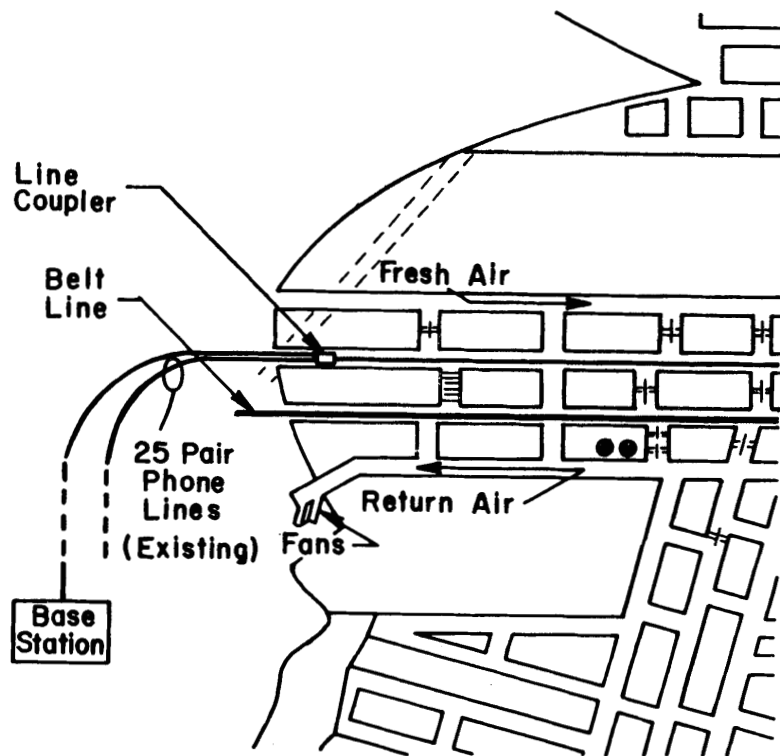 Line
Coupler
Fresh Air
Belt
Line
25 Pair
Phone
Lines
(Existing)
Return Air
Fans
Base
Station